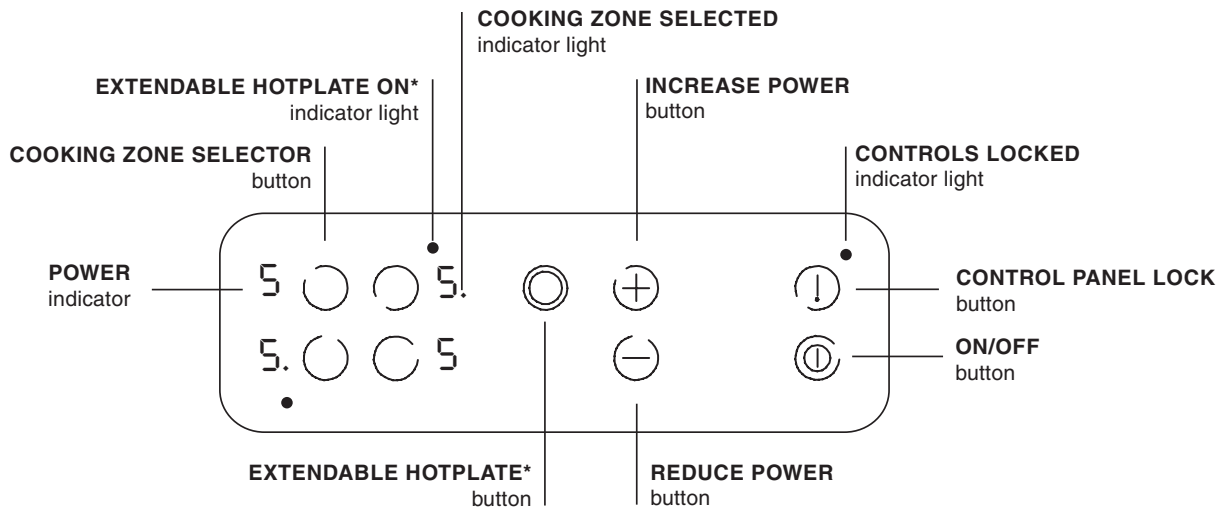 COOKING ZONE SELECTED
indicator light
EXTENDABLE HOTPLATE ON*
indicator light
INCREASE POWER
button
COOKING ZONE SELECTOR
button
CONTROLS LOCKED
indicator light
POWER
indicator
5 5.
5. 5
CONTROL PANEL LOCK
button
ON/OFF
button
EXTENDABLE HOTPLATE*
button
REDUCE POWER
button